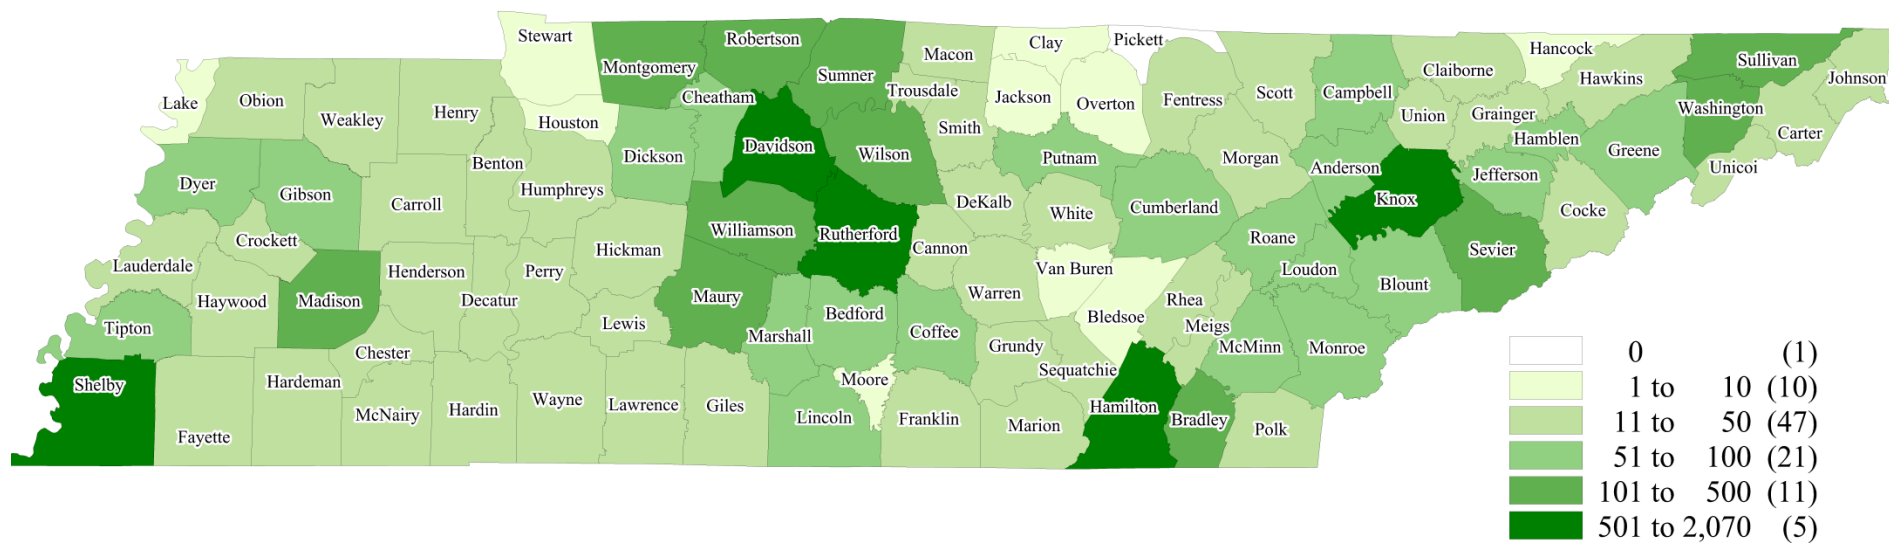 Stewart
Robertson
Clay
Pickett
Hancock
Macon
Sullivan
Montgomery
Sumner
Claiborne
Hawkins
Johnson
Lake
Obion
Cheatham
Trousdale
Jackson
Overton
Fentress
Scott
Campbell
Weakley
Henry
Houston
Smith
Union
Grainger
Washington
Carter
Benton
Dickson
Davidson
Wilson
Putnam
Morgan
Anderson
Hamblen
Greene
Unicoi
Dyer
Gibson
Carroll
Humphreys
DeKalb
White
Cumberland
Knox
Jefferson
Cocke
Crockett
Hickman
Williamson
Rutherford
Cannon
Roane
Sevier
Lauderdale
Henderson
Perry
Van Buren
Loudon
Blount
Haywood
Madison
Decatur
Maury
Warren
Rhea
Tipton
Lewis
Marshall
Bedford
Coffee
Bledsoe
Meigs
McMinn
Monroe
Chester
Grundy
Sequatchie
Shelby
Hardeman
Moore
Fayette
McNairy
Hardin
Wayne
Lawrence
Giles
Lincoln
Franklin
Marion
Hamilton
Bradley
Polk
0 (1)
1 to 10 (10)
11 to 50 (47)
51 to 100 (21)
101 to 500 (11)
501 to 2,070 (5)